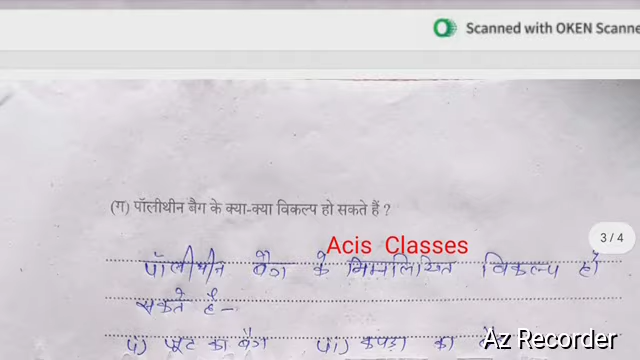 Scanned with OKEN Scanne
(ग) पॉलीथीन बैग के क्या-क्या विकल्प हो सकते हैं ?
3 / 4
Acis Classes
पॉलीथीन बैग के निम्नलिखित विकल्प हो
सकते है –
(i) जूट का बैग (ii) कपड़ा का
Az Recorder